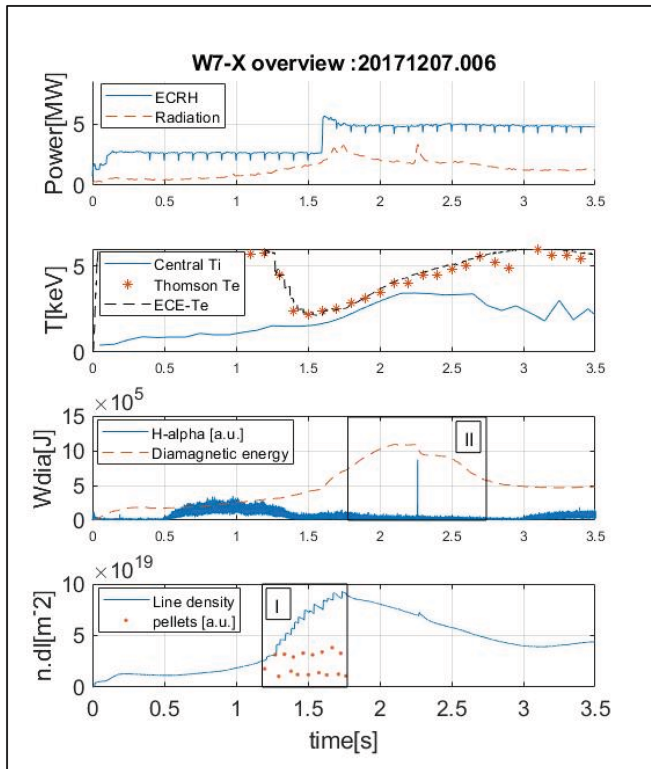 W7-X overview :20171207.006
Power[MW]
5
0
ECRH
Radiation
0 0.5 1 1.5 2 2.5 3 3.5
T[keV]
5
0
Central Ti
Thomson Te
ECE-Te
0 0.5 1 1.5 2 2.5 3 3.5
×10^5
Wdia[J]
15
10
5
0
H-alpha [a.u.]
Diamagnetic energy
II
0 0.5 1 1.5 2 2.5 3 3.5
×10^19
n.dl[m^-2]
10
5
0
Line density
pellets [a.u.]
I
0 0.5 1 1.5 2 2.5 3 3.5
time[s]